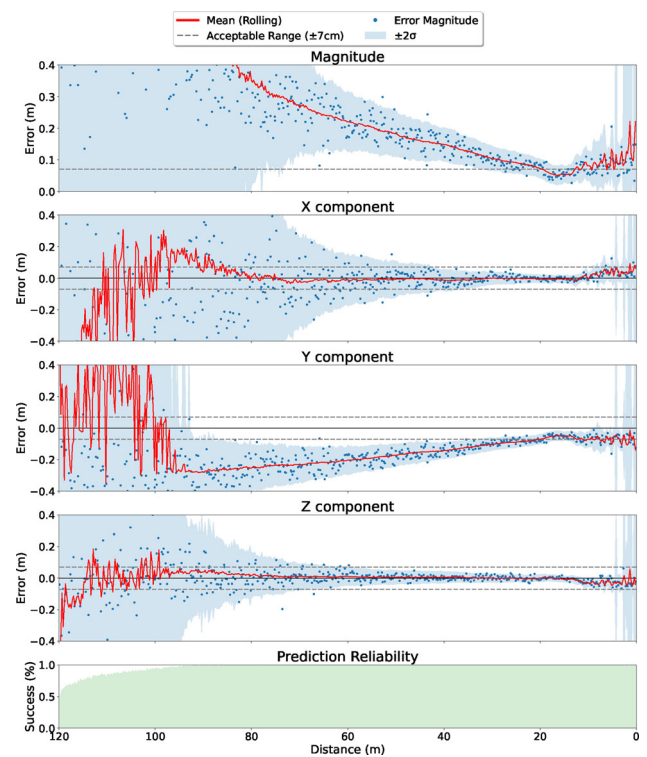 Mean (Rolling)
Error Magnitude
Acceptable Range (±7cm)
±2σ
Magnitude
0.4
0.3
0.2
0.1
0.0
Error (m)
X component
0.4
0.2
0.0
−0.2
−0.4
Error (m)
Y component
0.4
0.2
0.0
−0.2
−0.4
Error (m)
Z component
0.4
0.2
0.0
−0.2
−0.4
Error (m)
Prediction Reliability
1.0
0.5
0.0
Success (%)
120 100 80 60 40 20 0
Distance (m)